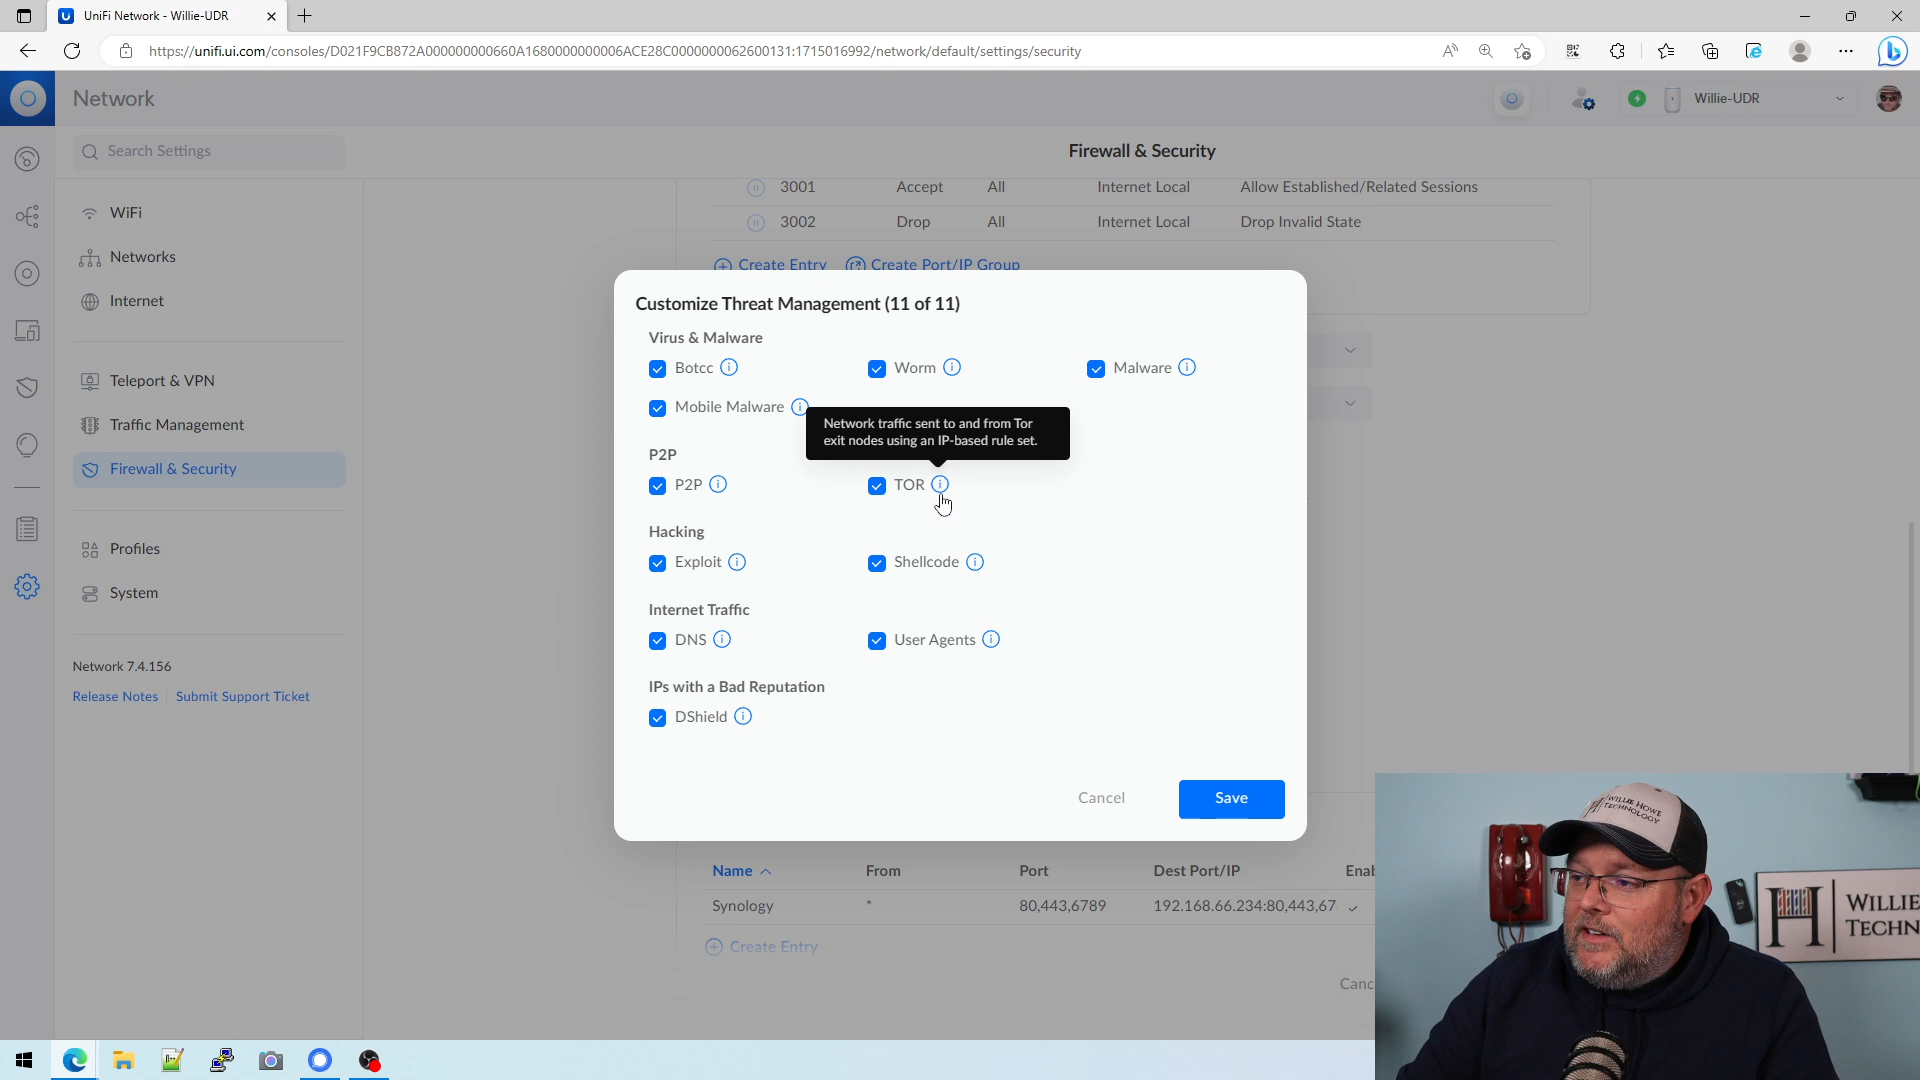 UniFi Network - Willie-UDR
https://unifi.ui.com/consoles/D021F9CB872A000000000660A1680000000006ACE28C0000000062600131:1715016992/network/default/settings/security
Network
Willie-UDR
Search Settings
Firewall & Security
WiFi
Networks
Internet
Teleport & VPN
Traffic Management
Firewall & Security
Profiles
System
Network 7.4.156
Release Notes
Submit Support Ticket
3001 Accept All Internet Local Allow Established/Related Sessions
3002 Drop All Internet Local Drop Invalid State
Create Entry Create Port/IP Group
Customize Threat Management (11 of 11)
Virus & Malware
Botcc Worm Malware
Mobile Malware
Network traffic sent to and from Tor
exit nodes using an IP-based rule set.
P2P
P2P TOR
Hacking
Exploit Shellcode
Internet Traffic
DNS User Agents
IPs with a Bad Reputation
DShield
Cancel Save
Name From Port Dest Port/IP Enab
Synology * 80,443,6789 192.168.66.234:80,443,67
Create Entry
Canc
WILLIE HOWE
TECHNOLOGY
WILLIE
TECHN